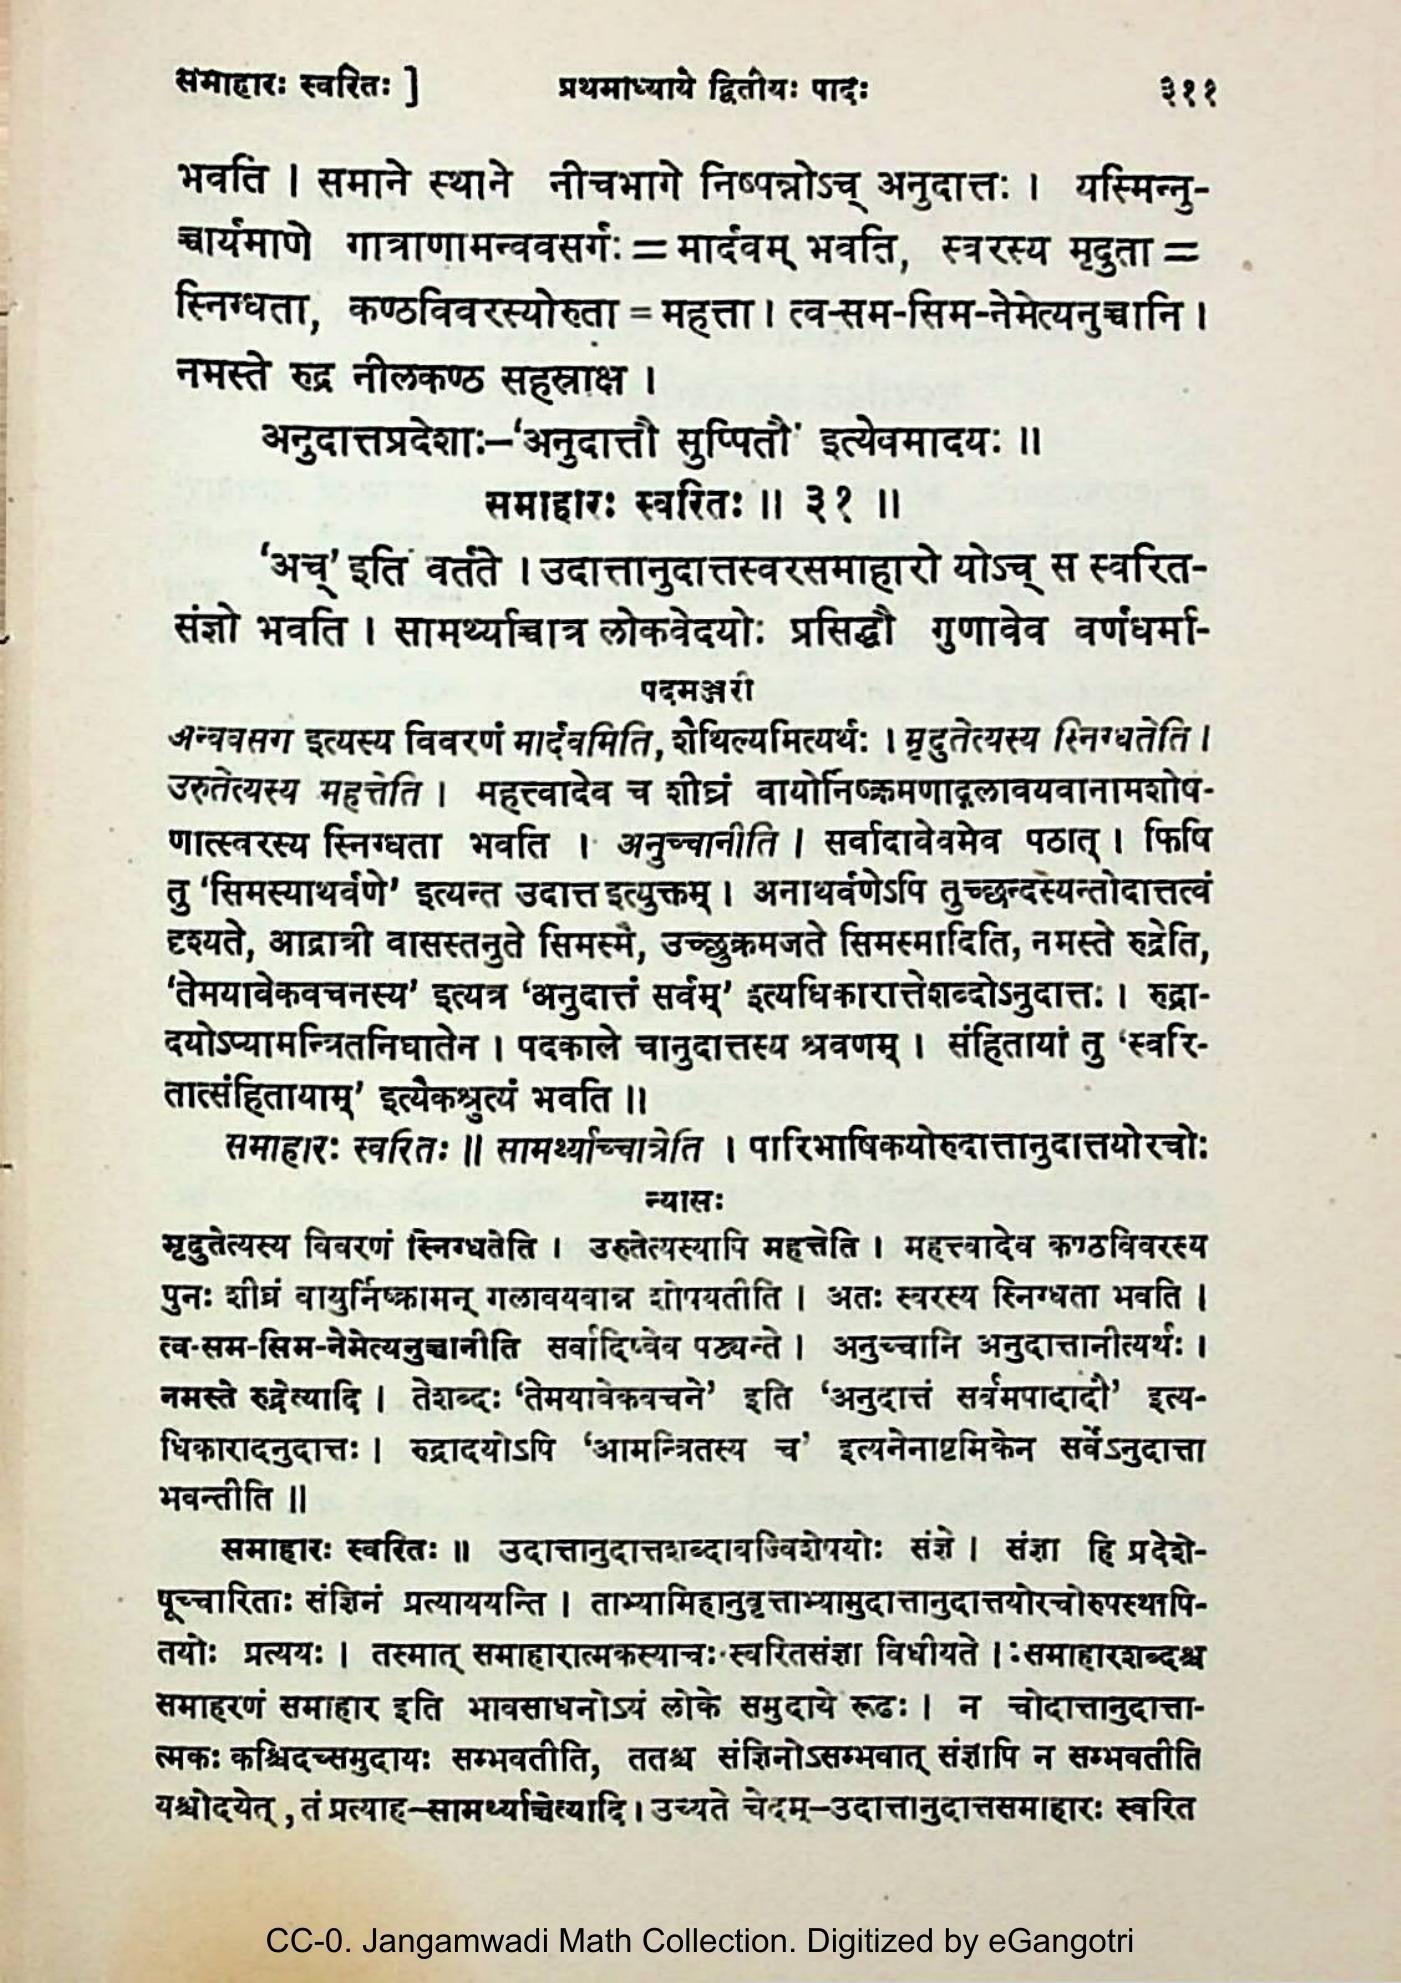 समाहारः स्वरितः ] प्रथमाध्याये द्वितीयः पादः ३११
भवति । समाने स्थाने नीचभागे निष्पन्नोऽच् अनुदात्तः । यस्मिन्नु-
च्चार्यमाणे गात्राणामन्ववसर्गः = मार्दवम् भवति, स्वरस्य मृदुता =
स्निग्धता, कण्ठविवरस्योरुता = महत्ता । त्व-सम-सिम-नेमेत्यनुच्चानि ।
नमस्ते रुद्र नीलकण्ठ सहस्राक्ष ।
अनुदात्तप्रदेशाः–‘अनुदात्तौ सुप्पितौ’ इत्येवमादयः ॥
समाहारः स्वरितः ॥ ३१ ॥
‘अच्’ इति वर्तते । उदात्तानुदात्तस्वरसमाहारो योऽच् स स्वरित-
संज्ञो भवति । सामर्थ्याच्चात्र लोकवेदयोः प्रसिद्धौ गुणावेव वर्णधर्मा-
पदमञ्जरी
अन्ववसग इत्यस्य विवरणं मार्दवमिति, शैथिल्यमित्यर्थः । मृदुतेत्यस्य स्निग्धतेति ।
उरुतेत्यस्य महत्तेति । महत्त्वादेव च शीघ्रं वायोर्निष्क्रमणाद्गलावयवानामशोष-
णात्स्वरस्य स्निग्धता भवति । अनुच्चानीति । सर्वादावेवमेव पठात् । फिषि
तु ‘सिमस्याथर्वणे’ इत्यन्त उदात्त इत्युक्तम् । अनाथर्वणेऽपि तुच्छन्दस्यन्तोदात्तत्वं
दृश्यते, आद्रात्री वासस्तनुते सिमस्मै, उच्छुक्रमजते सिमस्मादिति, नमस्ते रुद्रेति,
‘तेमयावेकवचनस्य’ इत्यत्र ‘अनुदात्तं सर्वम्’ इत्यधिकारात्तेशब्दोऽनुदात्तः । रुद्रा-
दयोऽप्यामन्त्रितनिघातेन । पदकाले चानुदात्तस्य श्रवणम् । संहितायां तु ‘स्वरि-
तात्संहितायाम्’ इत्येकश्रुत्यं भवति ॥
समाहारः स्वरितः ॥ सामर्थ्याच्चात्रेति । पारिभाषिकयोरुदात्तानुदात्तयोरचोः
न्यासः
मृदुतेत्यस्य विवरणं स्निग्धतेति । उरुतेत्यस्यापि महत्तेति । महत्त्वादेव कण्ठविवरस्य
पुनः शीघ्रं वायुर्निष्क्रामन् गलावयवान्न शोषयतीति । अतः स्वरस्य स्निग्धता भवति ।
त्व-सम-सिम-नेमेत्यनुच्चानीति सर्वादिष्वेव पठ्यन्ते । अनुच्चानि अनुदात्तानीत्यर्थः ।
नमस्ते रुद्रेत्यादि । तेशब्दः ‘तेमयावेकवचने’ इति ‘अनुदात्तं सर्वमपादादौ’ इत्य-
धिकारादनुदात्तः । रुद्रादयोऽपि ‘आमन्त्रितस्य च’ इत्यनेनाष्टमिकेन सर्वेऽनुदात्ता
भवन्तीति ॥
समाहारः स्वरितः ॥ उदात्तानुदात्तशब्दावज्विशेषयोः संज्ञे । संज्ञा हि प्रदेशे-
षूच्चारिताः संज्ञिनं प्रत्याययन्ति । ताभ्यामिहानुवृत्ताभ्यामुदात्तानुदात्तयोरचोरुपस्थापि-
तयोः प्रत्ययः । तस्मात् समाहारात्मकस्याचः स्वरितसंज्ञा विधीयते । समाहारशब्दश्च
समाहरणं समाहार इति भावसाधनोऽयं लोके समुदाये रूढः । न चोदात्तानुदात्ता-
त्मकः कश्चिदच्समुदायः सम्भवतीति, ततश्च संज्ञिनोऽसम्भवात् संज्ञापि न सम्भवतीति
यश्चोदयेत्, तं प्रत्याह–सामर्थ्याच्चेत्यादि । उच्यते चेदम्–उदात्तानुदात्तसमाहारः स्वरित
CC-0. Jangamwadi Math Collection. Digitized by eGangotri